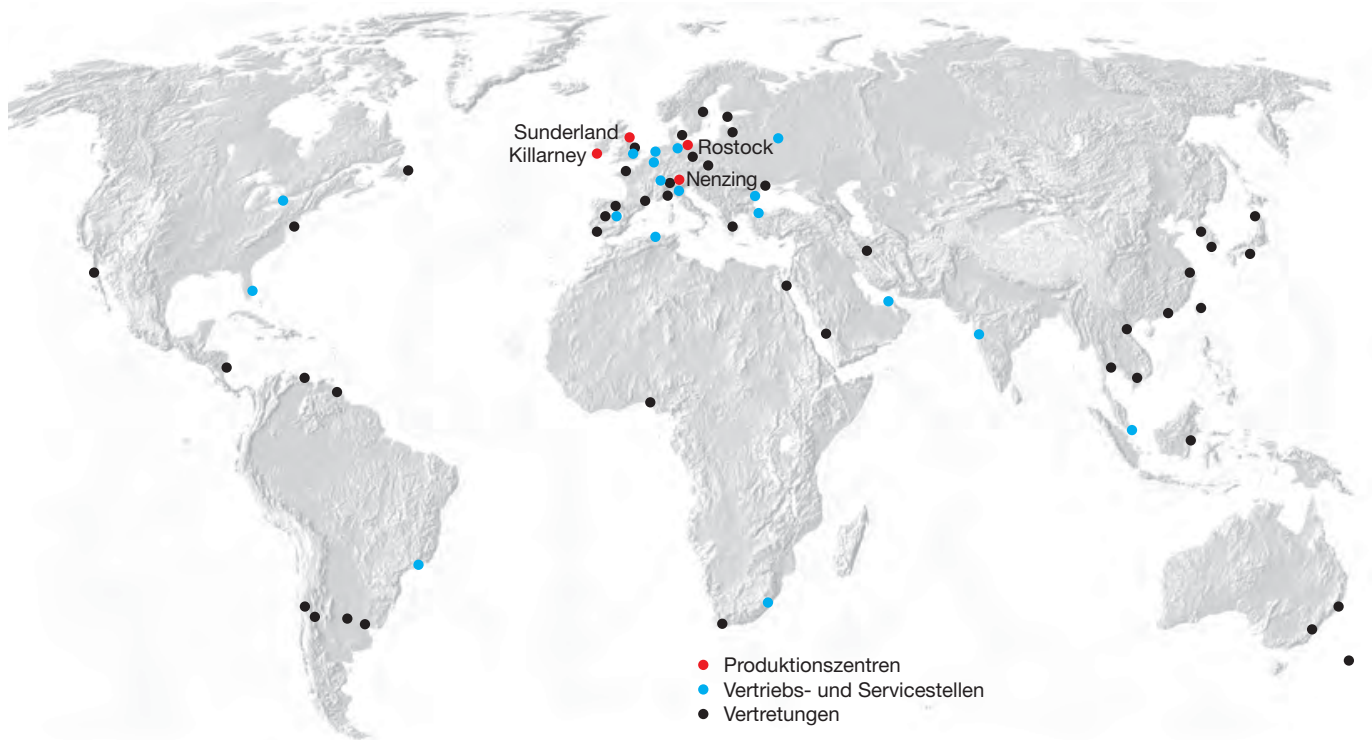 Sunderland
Killarney
Rostock
Nenzing
Produktionszentren
Vertriebs- und Servicestellen
Vertretungen